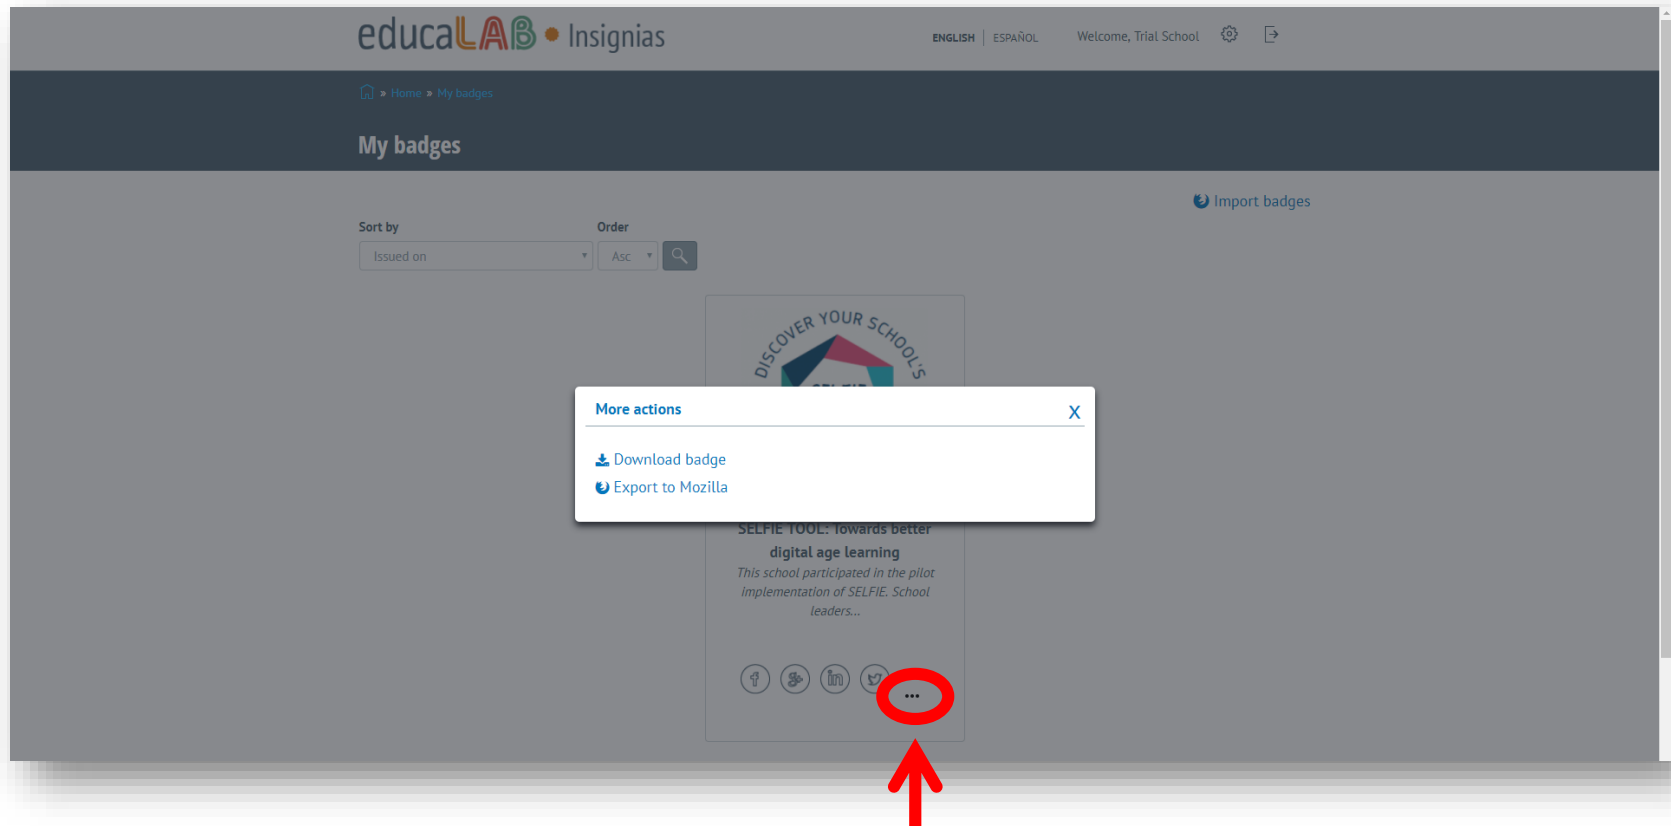 educaLAB • Insignias
ENGLISH | ESPAÑOL Welcome, Trial School
» Home » My badges
My badges
Import badges
Sort by Order
Issued on Asc
DISCOVER YOUR SCHOOL'S
More actions X
Download badge
Export to Mozilla
SELFIE TOOL: Towards better
digital age learning
This school participated in the pilot
implementation of SELFIE. School
leaders...
...